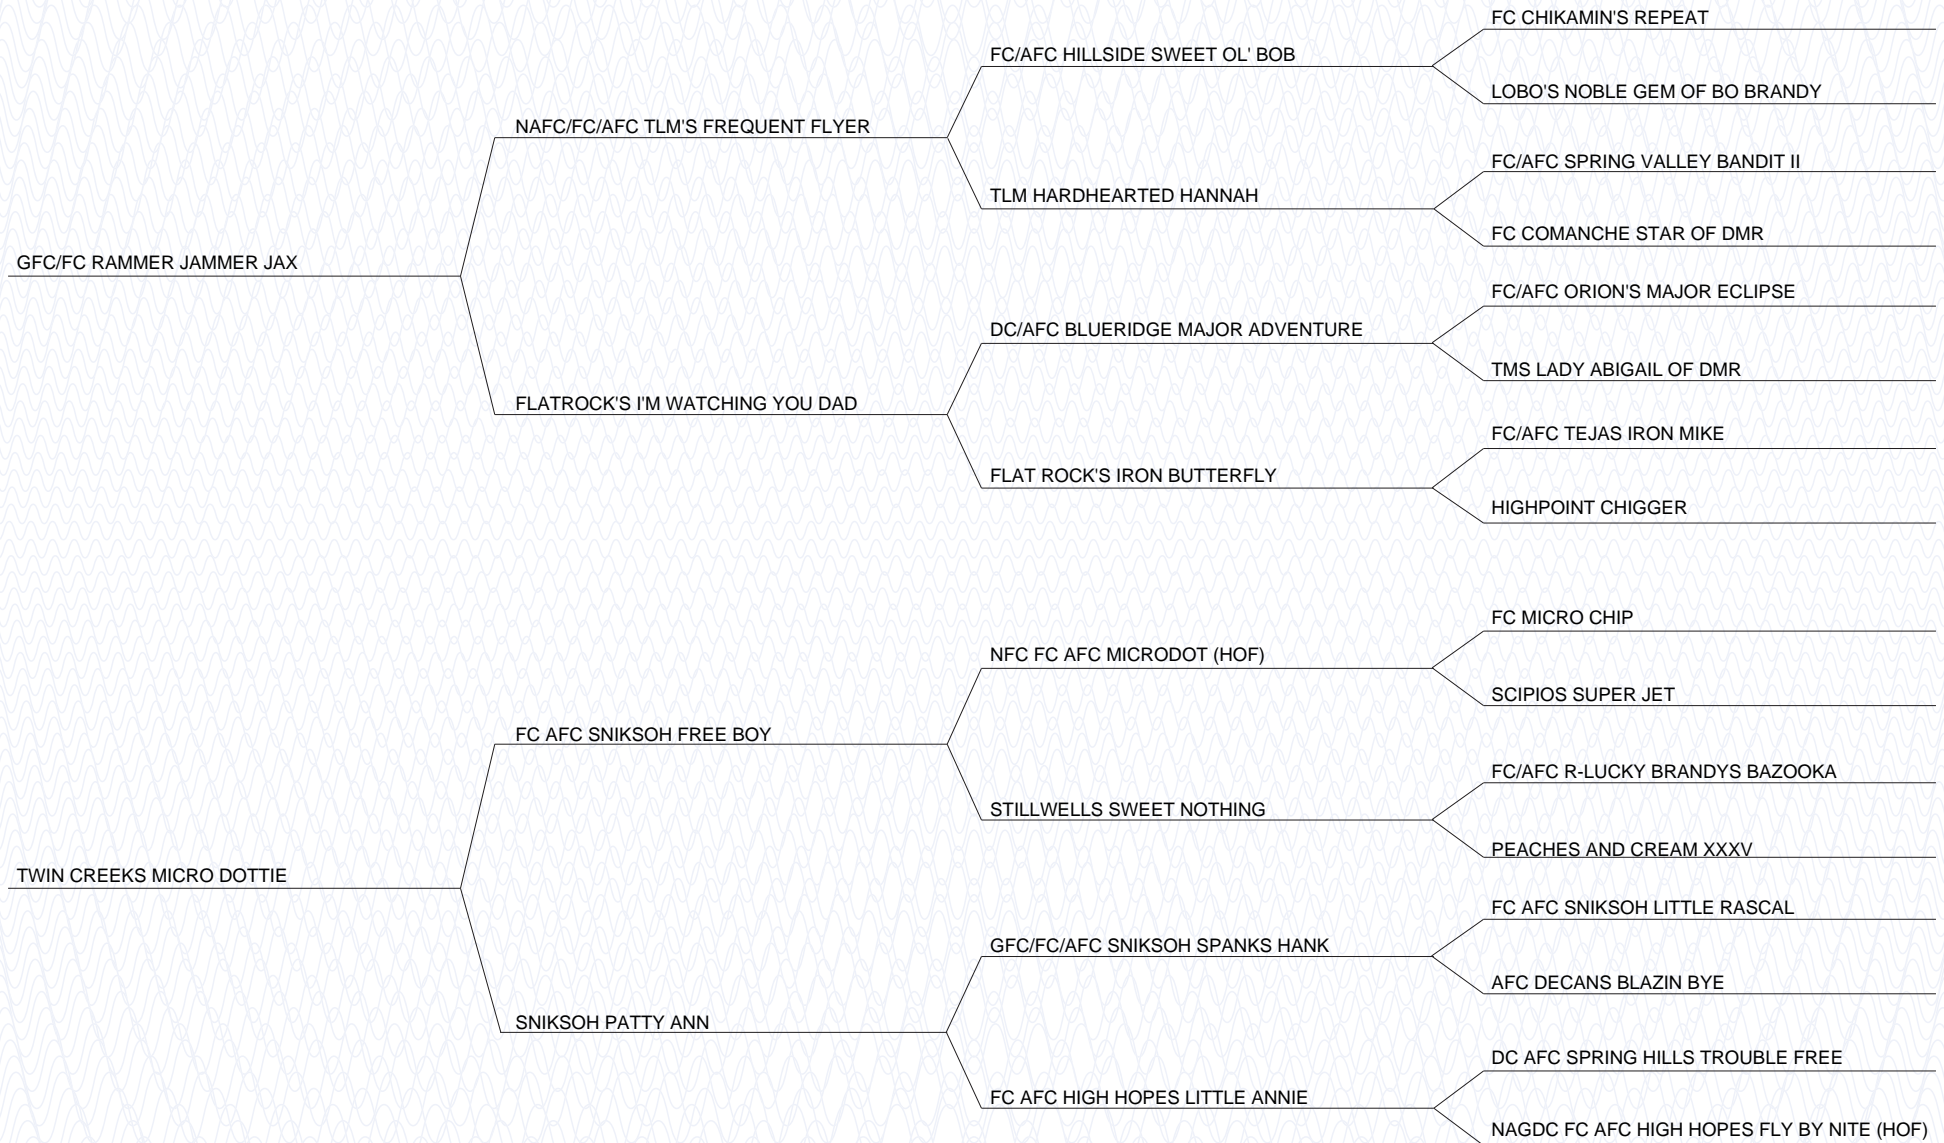 FC CHIKAMIN'S REPEAT
FC/AFC HILLSIDE SWEET OL' BOB
LOBO'S NOBLE GEM OF BO BRANDY
NAFC/FC/AFC TLM'S FREQUENT FLYER
FC/AFC SPRING VALLEY BANDIT II
TLM HARDHEARTED HANNAH
FC COMANCHE STAR OF DMR
GFC/FC RAMMER JAMMER JAX
FC/AFC ORION'S MAJOR ECLIPSE
DC/AFC BLUERIDGE MAJOR ADVENTURE
TMS LADY ABIGAIL OF DMR
FLATROCK'S I'M WATCHING YOU DAD
FC/AFC TEJAS IRON MIKE
FLAT ROCK'S IRON BUTTERFLY
HIGHPOINT CHIGGER
FC MICRO CHIP
NFC FC AFC MICRODOT (HOF)
SCIPIOS SUPER JET
FC AFC SNIKSOH FREE BOY
FC/AFC R-LUCKY BRANDYS BAZOOKA
STILLWELLS SWEET NOTHING
PEACHES AND CREAM XXXV
TWIN CREEKS MICRO DOTTIE
FC AFC SNIKSOH LITTLE RASCAL
GFC/FC/AFC SNIKSOH SPANKS HANK
AFC DECANS BLAZIN BYE
SNIKSOH PATTY ANN
DC AFC SPRING HILLS TROUBLE FREE
FC AFC HIGH HOPES LITTLE ANNIE
NAGDC FC AFC HIGH HOPES FLY BY NITE (HOF)